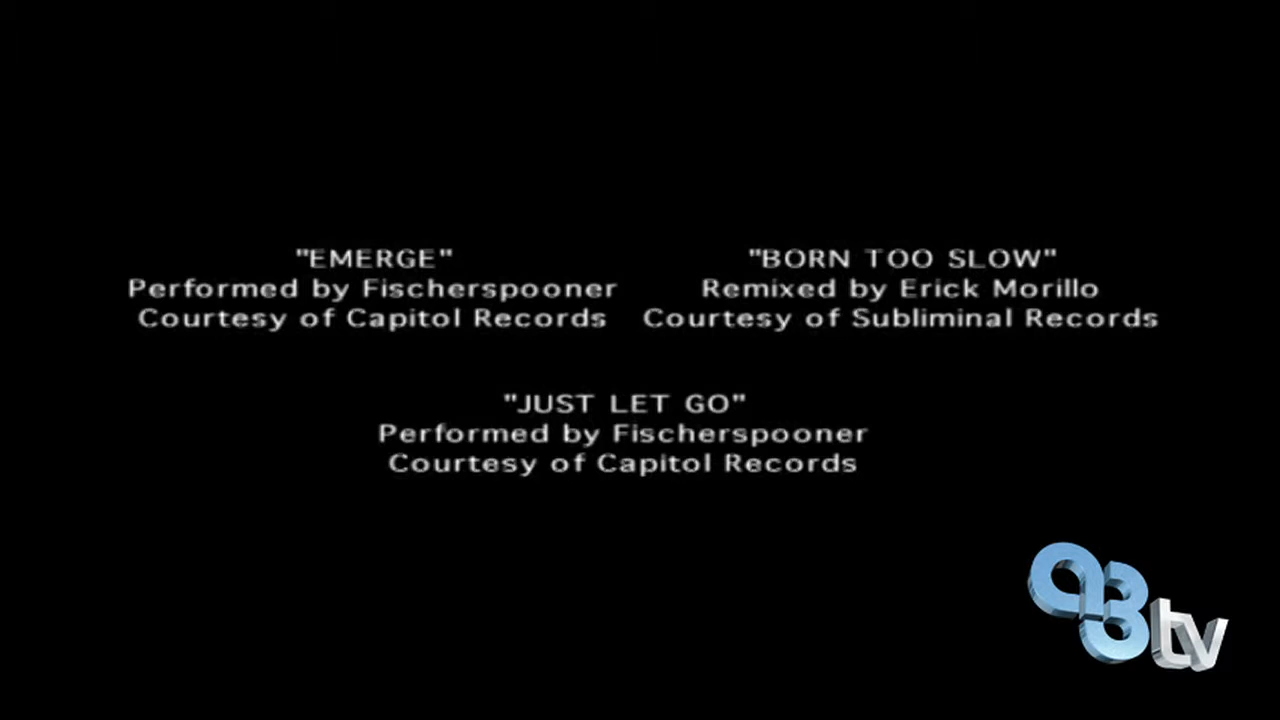 "EMERGE"
Performed by Fischerspooner
Courtesy of Capitol Records
"BORN TOO SLOW"
Remixed by Erick Morillo
Courtesy of Subliminal Records
"JUST LET GO"
Performed by Fischerspooner
Courtesy of Capitol Records
a3 tv